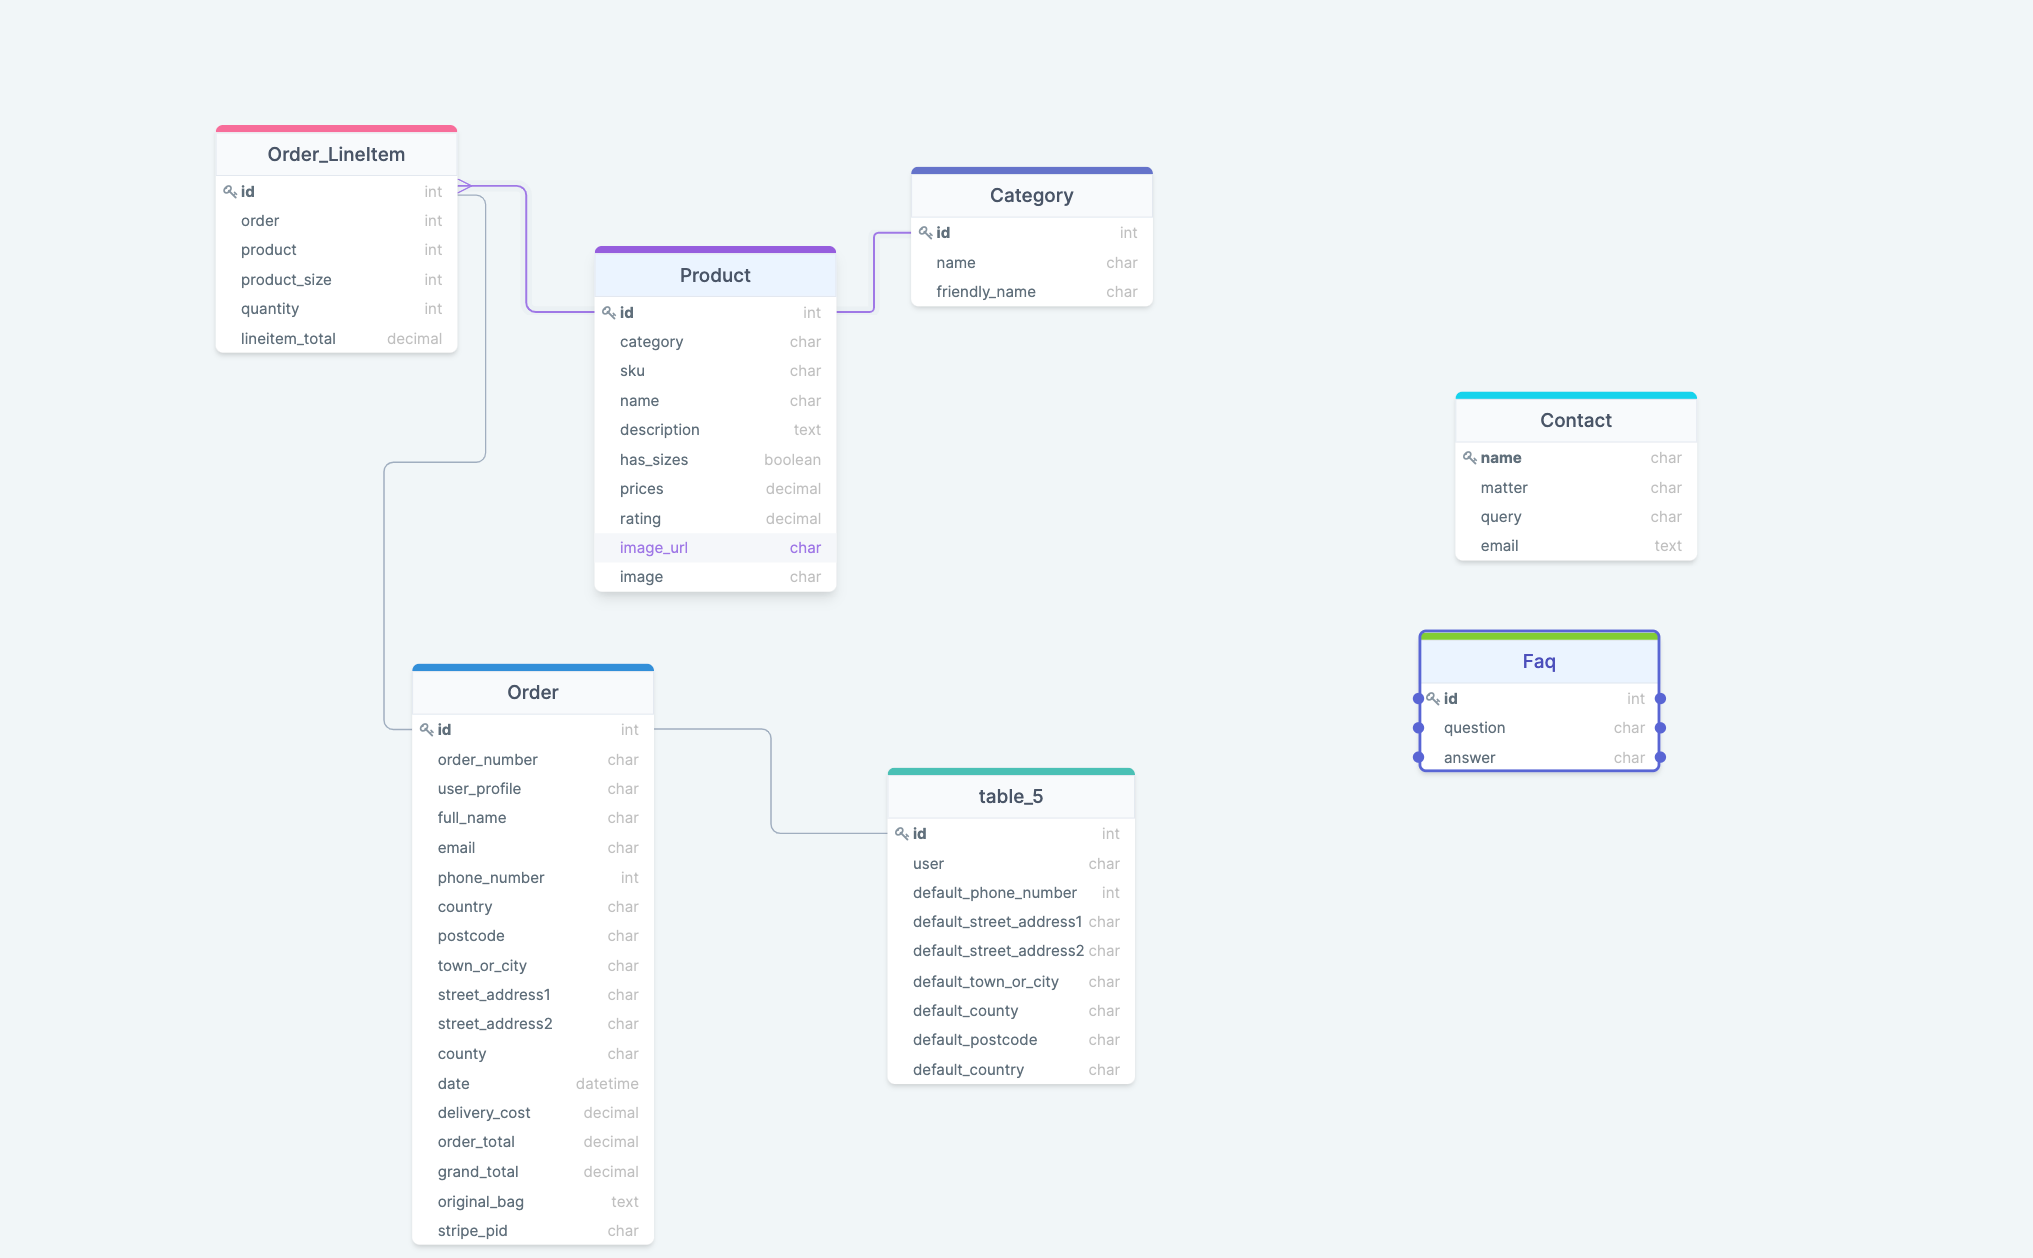 Order_LineItem
id int
order int
product int
product_size int
quantity int
lineitem_total decimal
Category
id int
name char
friendly_name char
Product
id int
category char
sku char
name char
description text
has_sizes boolean
prices decimal
rating decimal
image_url char
image char
Contact
name char
matter char
query char
email text
Faq
id int
question char
answer char
Order
id int
order_number char
user_profile char
full_name char
email char
phone_number int
country char
postcode char
town_or_city char
street_address1 char
street_address2 char
county char
date datetime
delivery_cost decimal
order_total decimal
grand_total decimal
original_bag text
stripe_pid char
table_5
id int
user char
default_phone_number int
default_street_address1 char
default_street_address2 char
default_town_or_city char
default_county char
default_postcode char
default_country char